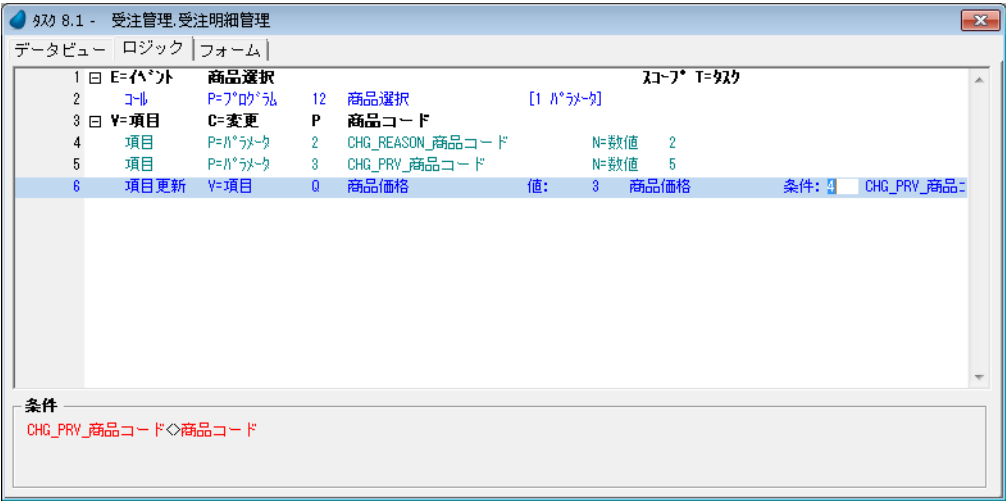 タスク 8.1 - 受注管理.受注明細管理
データビュー ロジック フォーム
1 E=イベント 商品選択 スコープ T=タスク
2 コール P=プログラム 12 商品選択 [1 パラメータ]
3 V=項目 C=変更 P 商品コード
4 項目 P=パラメータ 2 CHG_REASON_商品コード N=数値 2
5 項目 P=パラメータ 3 CHG_PRV_商品コード N=数値 5
6 項目更新 V=項目 Q 商品価格 値: 3 商品価格 条件: 4 CHG_PRV_商品コ
条件
CHG_PRV_商品コード<>商品コード